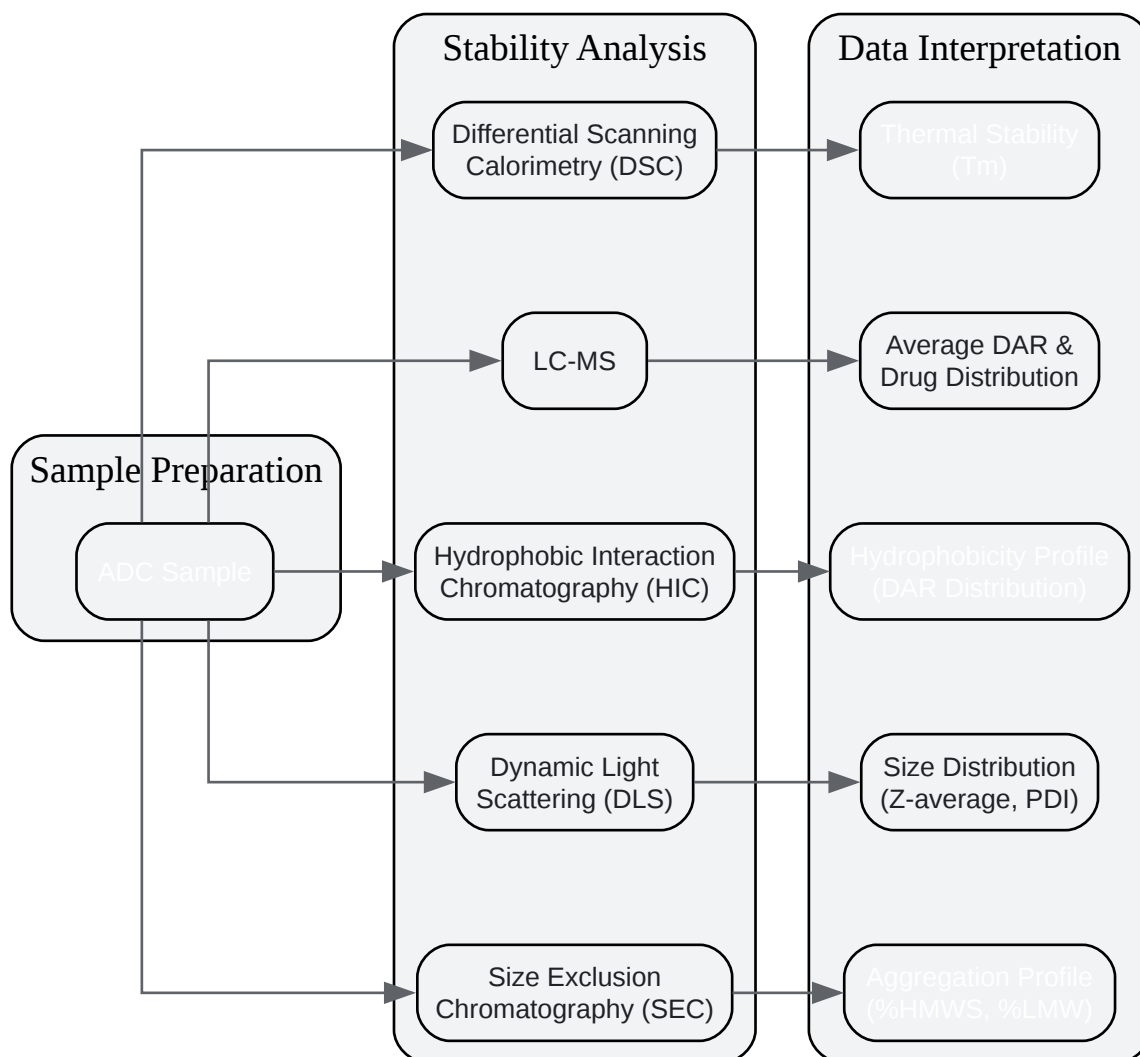 Stability Analysis
Data Interpretation
Differential Scanning
Calorimetry (DSC)
Thermal Stability
(Tm)
LC-MS
Average DAR &
Drug Distribution
Sample Preparation
ADC Sample
Hydrophobic Interaction
Chromatography (HIC)
Hydrophobicity Profile
(DAR Distribution)
Dynamic Light
Scattering (DLS)
Size Distribution
(Z-average, PDI)
Size Exclusion
Chromatography (SEC)
Aggregation Profile
(%HMWS, %LMW)